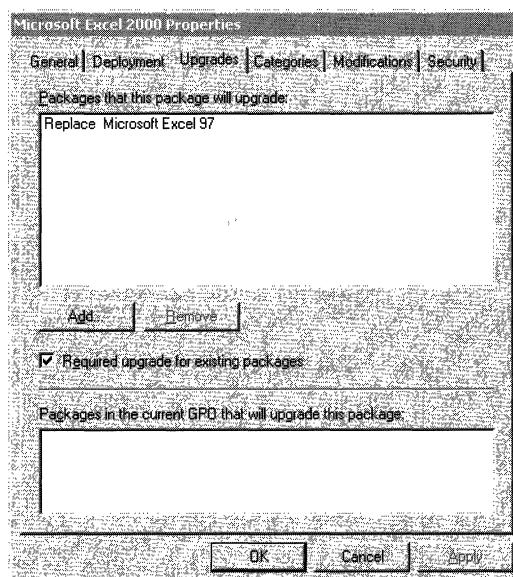 Microsoft Excel 2000 Properties
General Deployment Upgrades Categories Modifications Security
Packages that this package will upgrade:
Replace Microsoft Excel 97
Add... Remove
Required upgrade for existing packages
Packages in the current GPO that will upgrade this package:
OK Cancel Apply